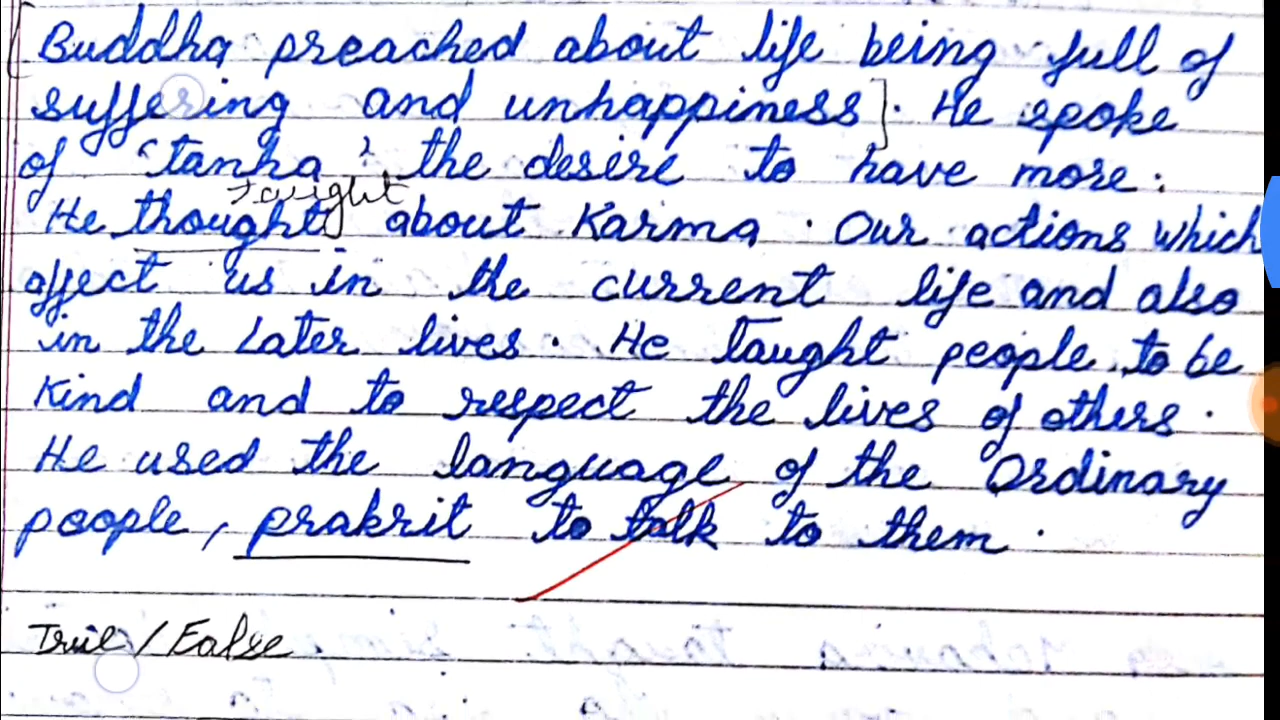 Buddha preached about life being full of
suffering and unhappiness]. He spoke
of 'tanha' the desire to have more.
Taught
He thought about Karma. Our actions which
affect us in the current life and also
in the Later lives. He taught people to be
Kind and to respect the lives of others.
He used the language of the Ordinary
people, prakrit to talk to them.
True/False